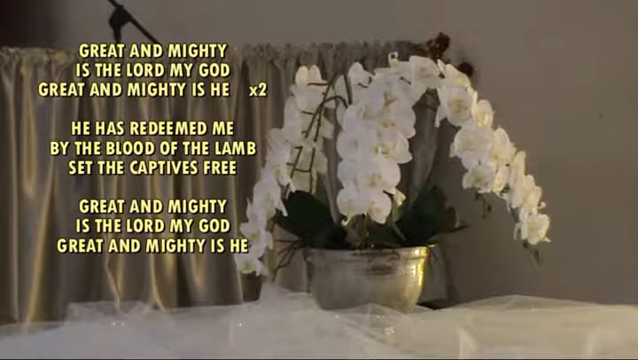 GREAT AND MIGHTY
IS THE LORD MY GOD
GREAT AND MIGHTY IS HE x2
HE HAS REDEEMED ME
BY THE BLOOD OF THE LAMB
SET THE CAPTIVES FREE
GREAT AND MIGHTY
IS THE LORD MY GOD
GREAT AND MIGHTY IS HE